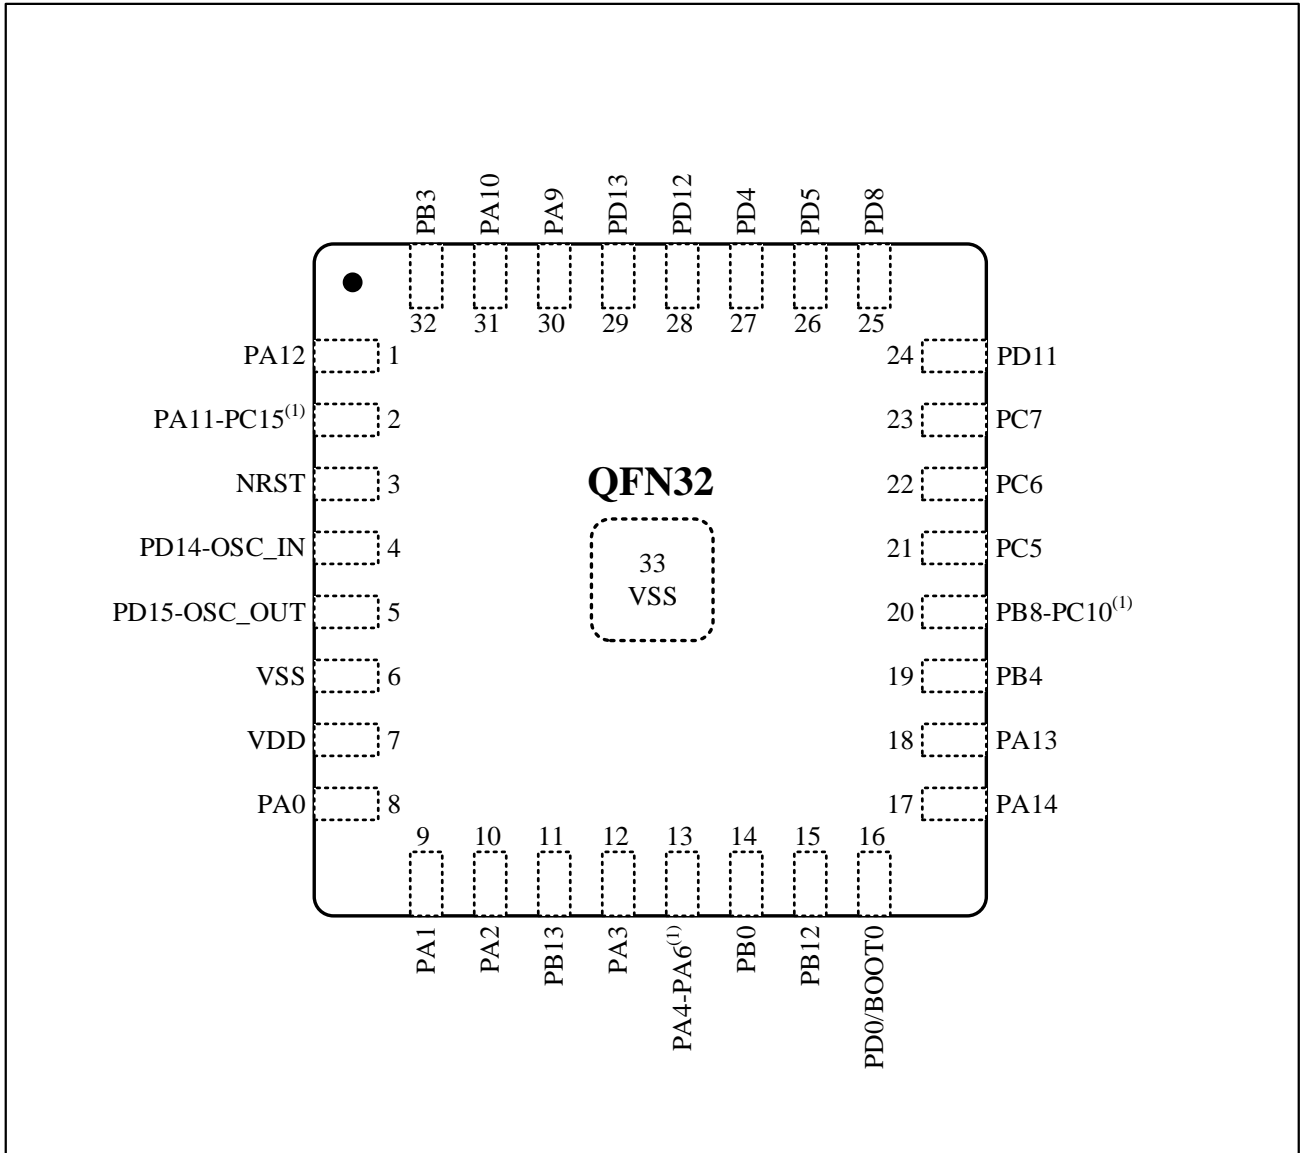 PB3 PA10 PA9 PD13 PD12 PD4 PD5 PD8
32 31 30 29 28 27 26 25
PA12 1
PA11-PC15(1) 2
NRST 3
PD14-OSC_IN 4
PD15-OSC_OUT 5
VSS 6
VDD 7
PA0 8
QFN32
33
VSS
24 PD11
23 PC7
22 PC6
21 PC5
20 PB8-PC10(1)
19 PB4
18 PA13
17 PA14
9 10 11 12 13 14 15 16
PA1 PA2 PB13 PA3 PA4-PA6(1) PB0 PB12 PD0/BOOT0